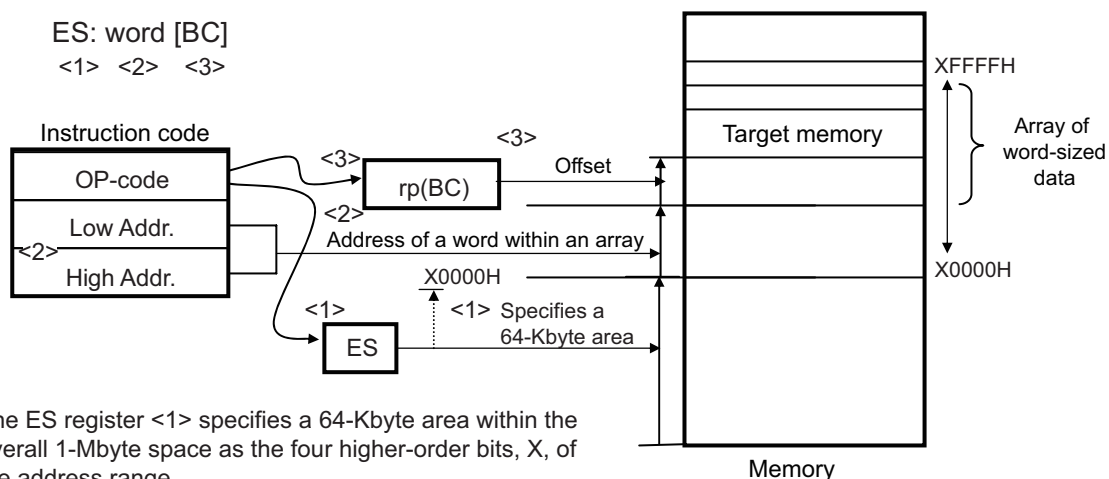 ES: word [BC]
<1> <2> <3>
Instruction code
OP-code
Low Addr.
<2>
High Addr.
<3>
rp(BC)
<3>
Offset
<2>
Address of a word within an array
X0000H
<1>
ES
<1> Specifies a
64-Kbyte area
Target memory
XFFFFH
Array of
word-sized
data
X0000H
Memory
ES register <1> specifies a 64-Kbyte area within the
1-Mbyte space as the four higher-order bits, X, of
address range.